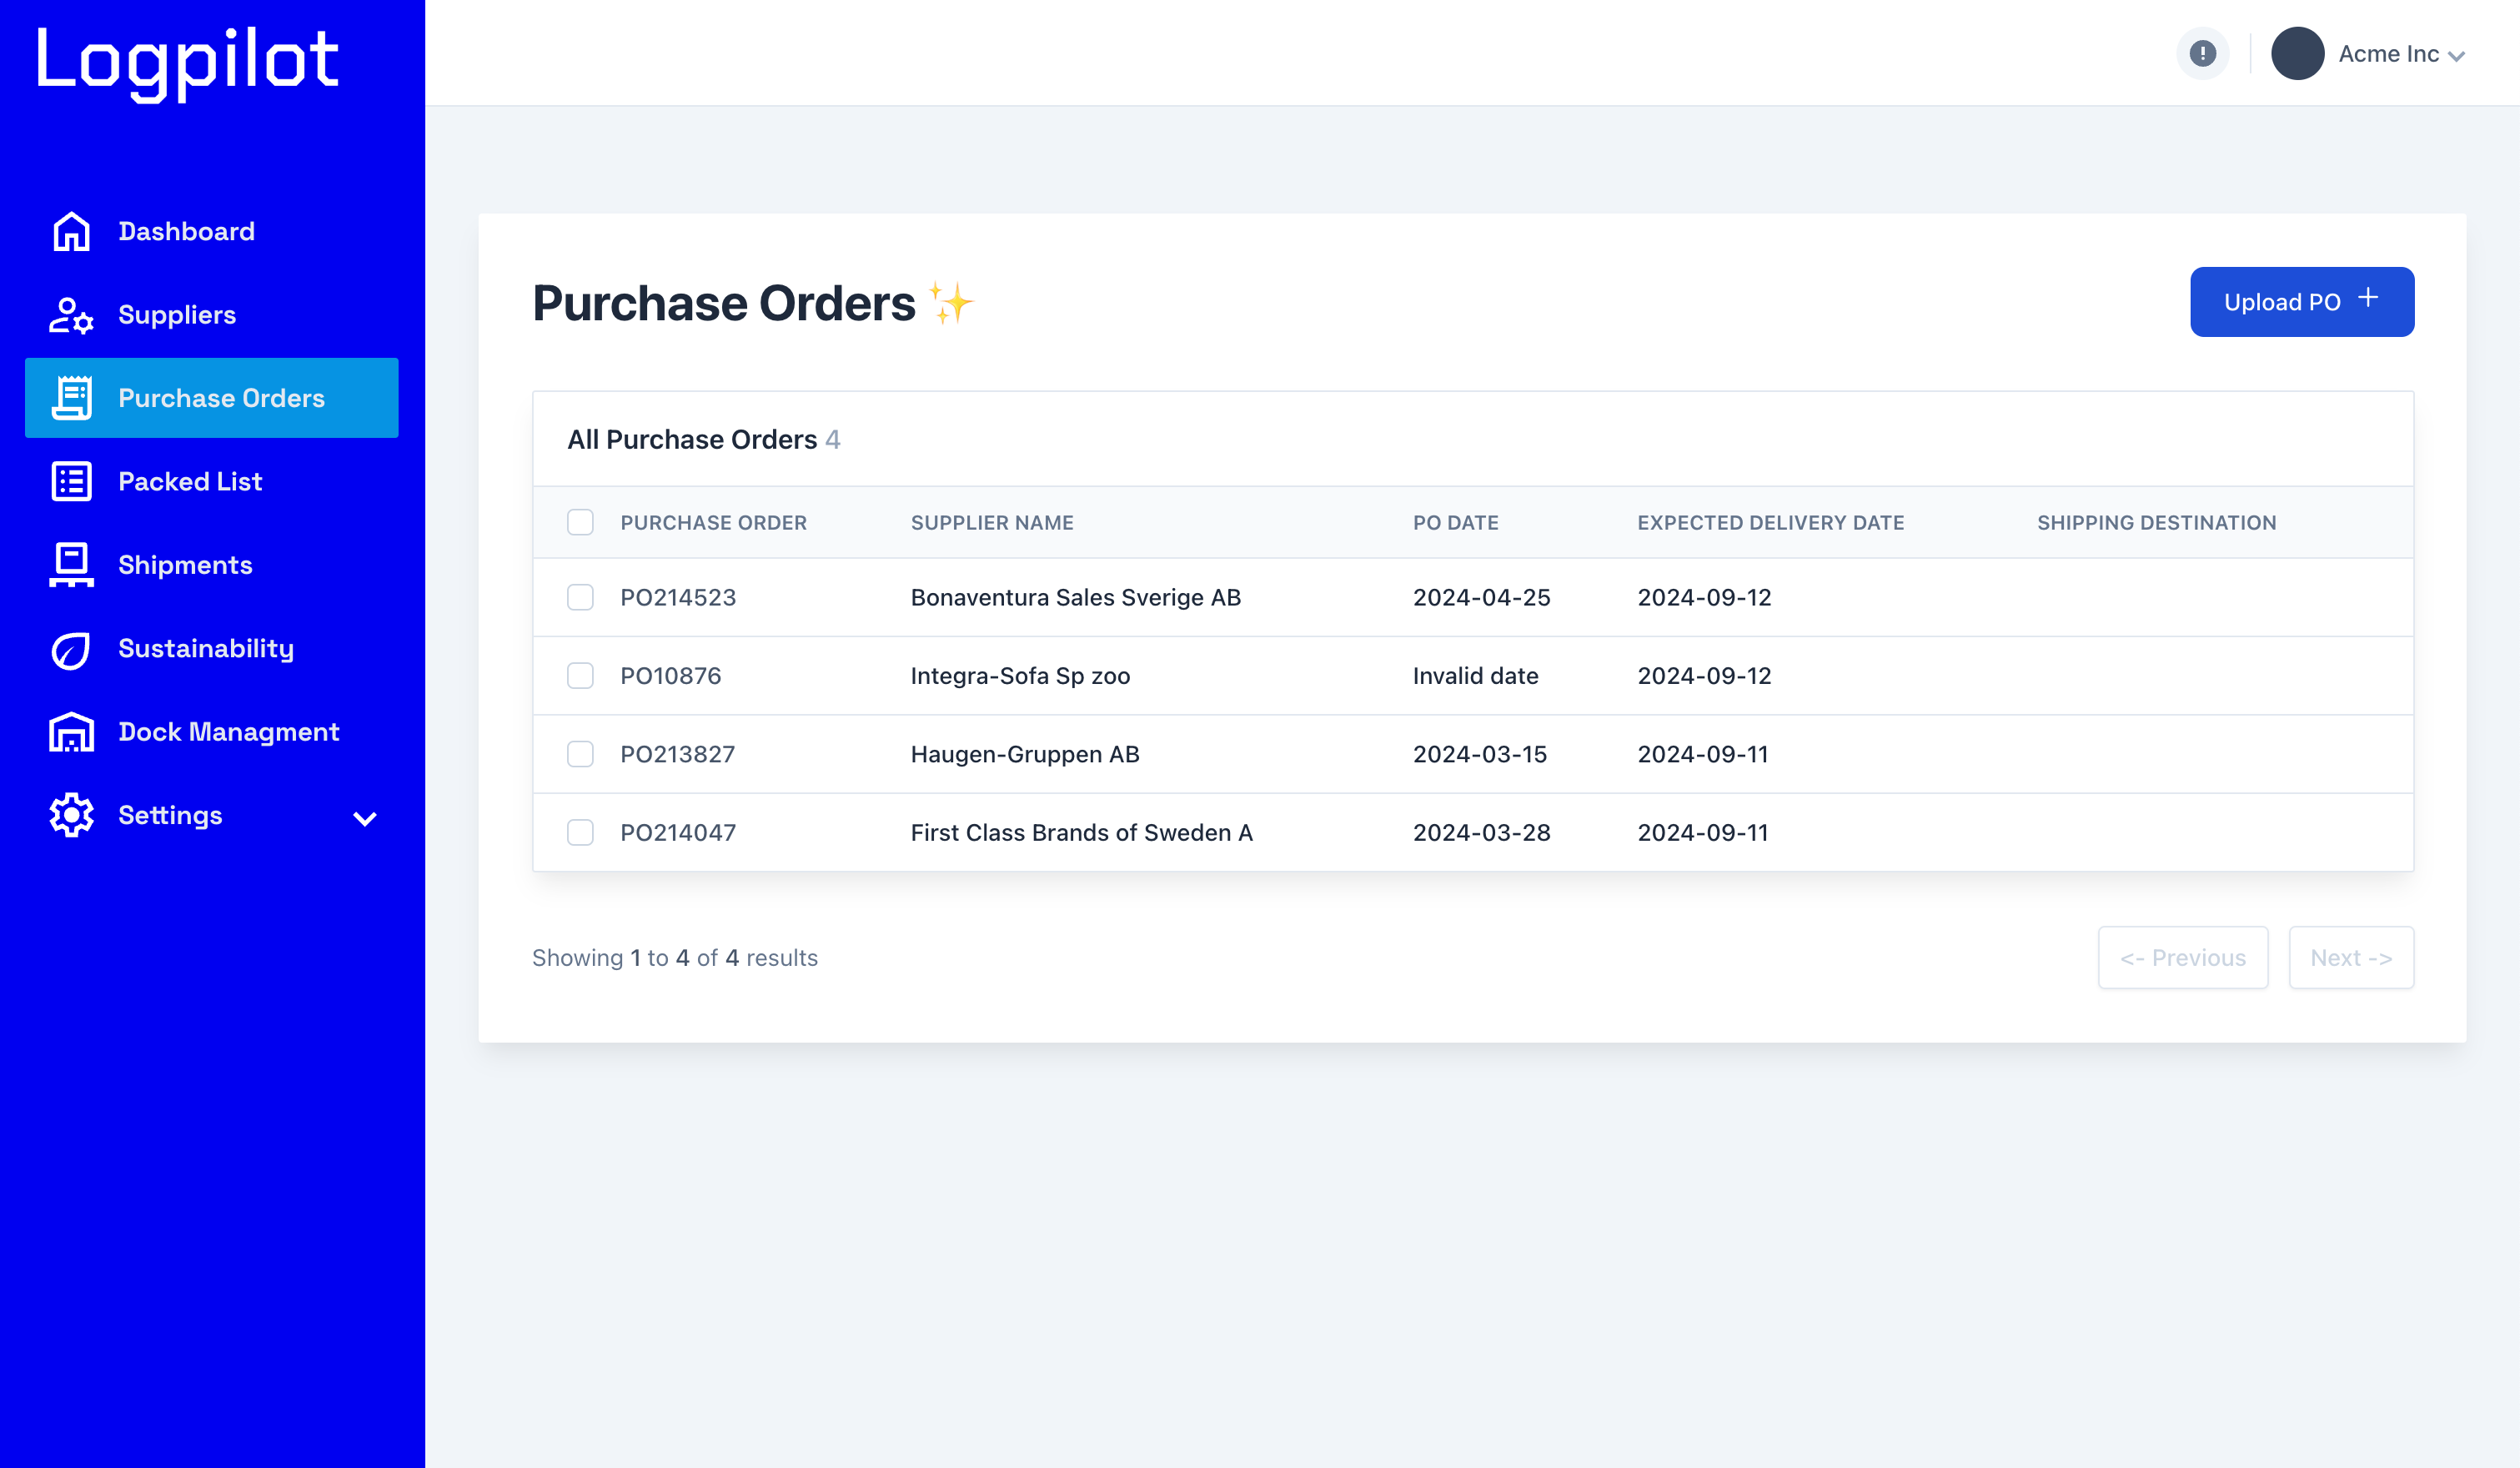 Logpilot
Acme Inc
Dashboard
Suppliers
Purchase Orders
Packed List
Shipments
Sustainability
Dock Managment
Settings
Purchase Orders ✨
Upload PO +
All Purchase Orders 4
PURCHASE ORDER SUPPLIER NAME PO DATE EXPECTED DELIVERY DATE SHIPPING DESTINATION
PO214523 Bonaventura Sales Sverige AB 2024-04-25 2024-09-12
PO10876 Integra-Sofa Sp zoo Invalid date 2024-09-12
PO213827 Haugen-Gruppen AB 2024-03-15 2024-09-11
PO214047 First Class Brands of Sweden A 2024-03-28 2024-09-11
Showing 1 to 4 of 4 results
<- Previous
Next ->